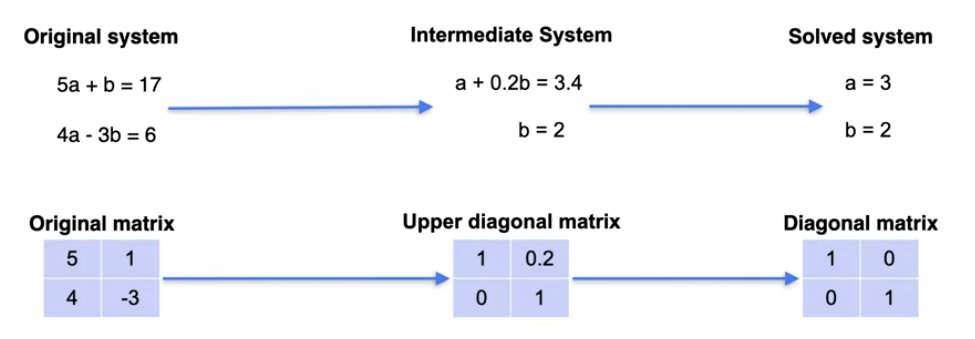 Original system
Intermediate System
Solved system
5a + b = 17
a + 0.2b = 3.4
a = 3
4a - 3b = 6
b = 2
b = 2
Original matrix
Upper diagonal matrix
Diagonal matrix
5 1
1 0.2
1 0
4 -3
0 1
0 1